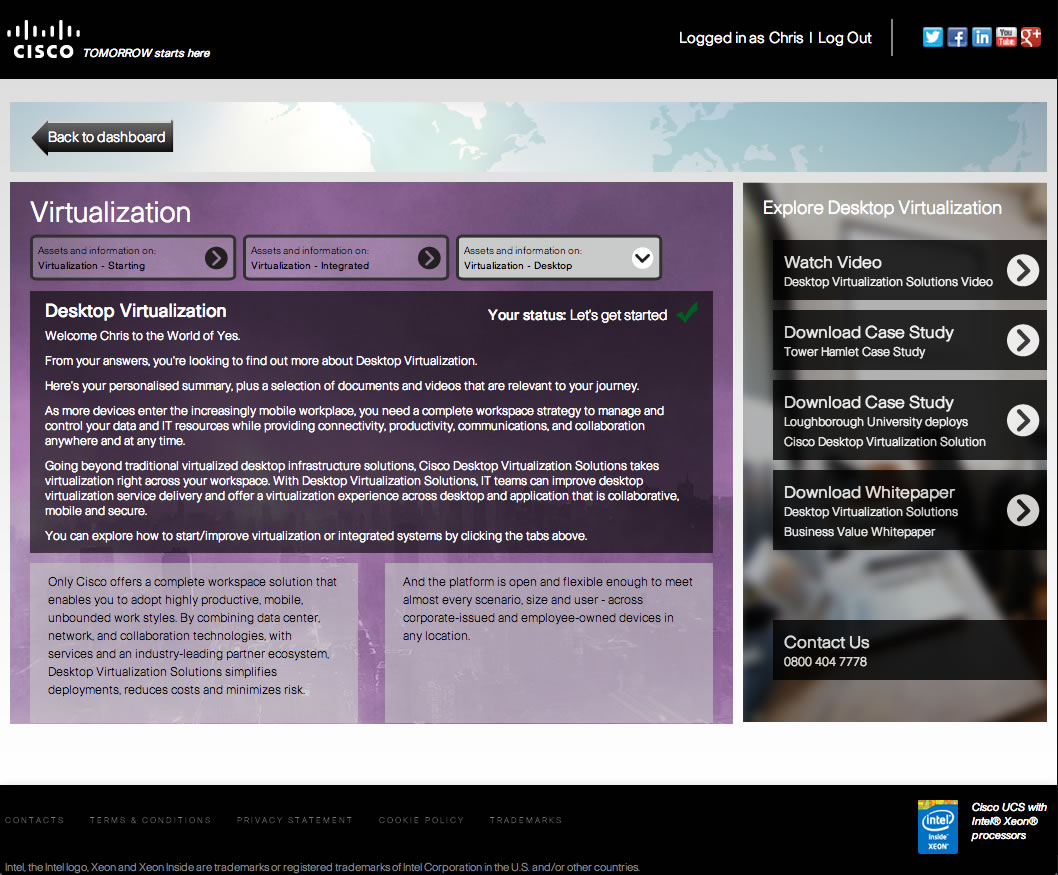 CISCO TOMORROW starts here
Logged in as Chris | Log Out
Back to dashboard
Virtualization
Assets and information on:
Virtualization - Starting
Assets and information on:
Virtualization - Integrated
Assets and information on:
Virtualization - Desktop
Desktop Virtualization
Your status: Let's get started
Welcome Chris to the World of Yes.
From your answers, you're looking to find out more about Desktop Virtualization.
Here's your personalised summary, plus a selection of documents and videos that are relevant to your journey.
As more devices enter the increasingly mobile workplace, you need a complete workspace strategy to manage and
control your data and IT resources while providing connectivity, productivity, communications, and collaboration
anywhere and at any time.
Going beyond traditional virtualized desktop infrastructure solutions, Cisco Desktop Virtualization Solutions takes
virtualization right across your workspace. With Desktop Virtualization Solutions, IT teams can improve desktop
virtualization service delivery and offer a virtualization experience across desktop and application that is collaborative,
mobile and secure.
You can explore how to start/improve virtualization or integrated systems by clicking the tabs above.
Only Cisco offers a complete workspace solution that
enables you to adopt highly productive, mobile,
unbounded work styles. By combining data center,
network, and collaboration technologies, with
services and an industry-leading partner ecosystem,
Desktop Virtualization Solutions simplifies
deployments, reduces costs and minimizes risk.
And the platform is open and flexible enough to meet
almost every scenario, size and user - across
corporate-issued and employee-owned devices in
any location.
Explore Desktop Virtualization
Watch Video
Desktop Virtualization Solutions Video
Download Case Study
Tower Hamlet Case Study
Download Case Study
Loughborough University deploys
Cisco Desktop Virtualization Solution
Download Whitepaper
Desktop Virtualization Solutions
Business Value Whitepaper
Contact Us
0800 404 7778
CONTACTS
TERMS & CONDITIONS
PRIVACY STATEMENT
COOKIE POLICY
TRADEMARKS
intel
inside™
XEON®
Cisco UCS with
Intel® Xeon®
processors
Intel, the Intel logo, Xeon and Xeon Inside are trademarks or registered trademarks of Intel Corporation in the U.S. and/or other countries.